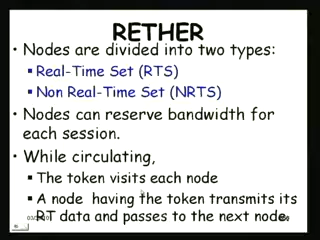 RETHER
• Nodes are divided into two types:
▪ Real-Time Set (RTS)
▪ Non Real-Time Set (NRTS)
• Nodes can reserve bandwidth for
each session.
• While circulating,
▪ The token visits each node
▪ A node having the token transmits its
RT data and passes to the next node.